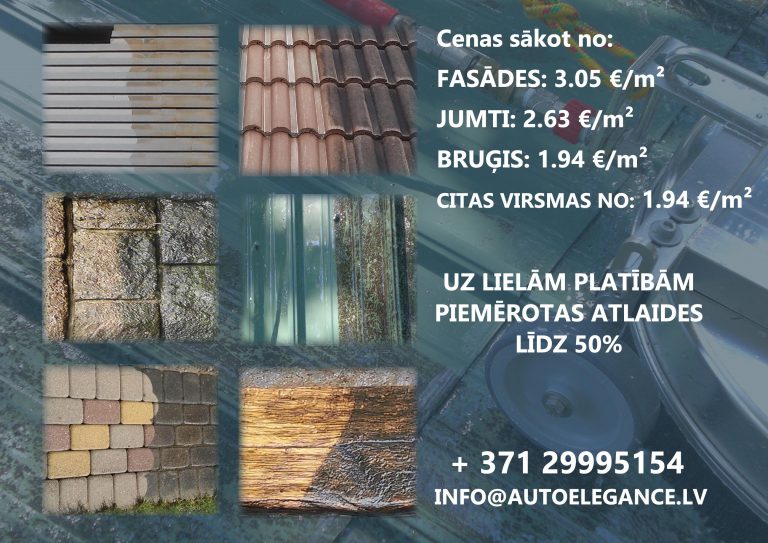 Cenas sākot no:
FASĀDES: 3.05 €/m²
JUMTI: 2.63 €/m²
BRUĢIS: 1.94 €/m²
CITAS VIRSMAS NO: 1.94 €/m²
UZ LIELĀM PLATĪBĀM
PIEMĒROTAS ATLAIDES
LĪDZ 50%
+ 371 29995154
INFO@AUTOELEGANCE.LV